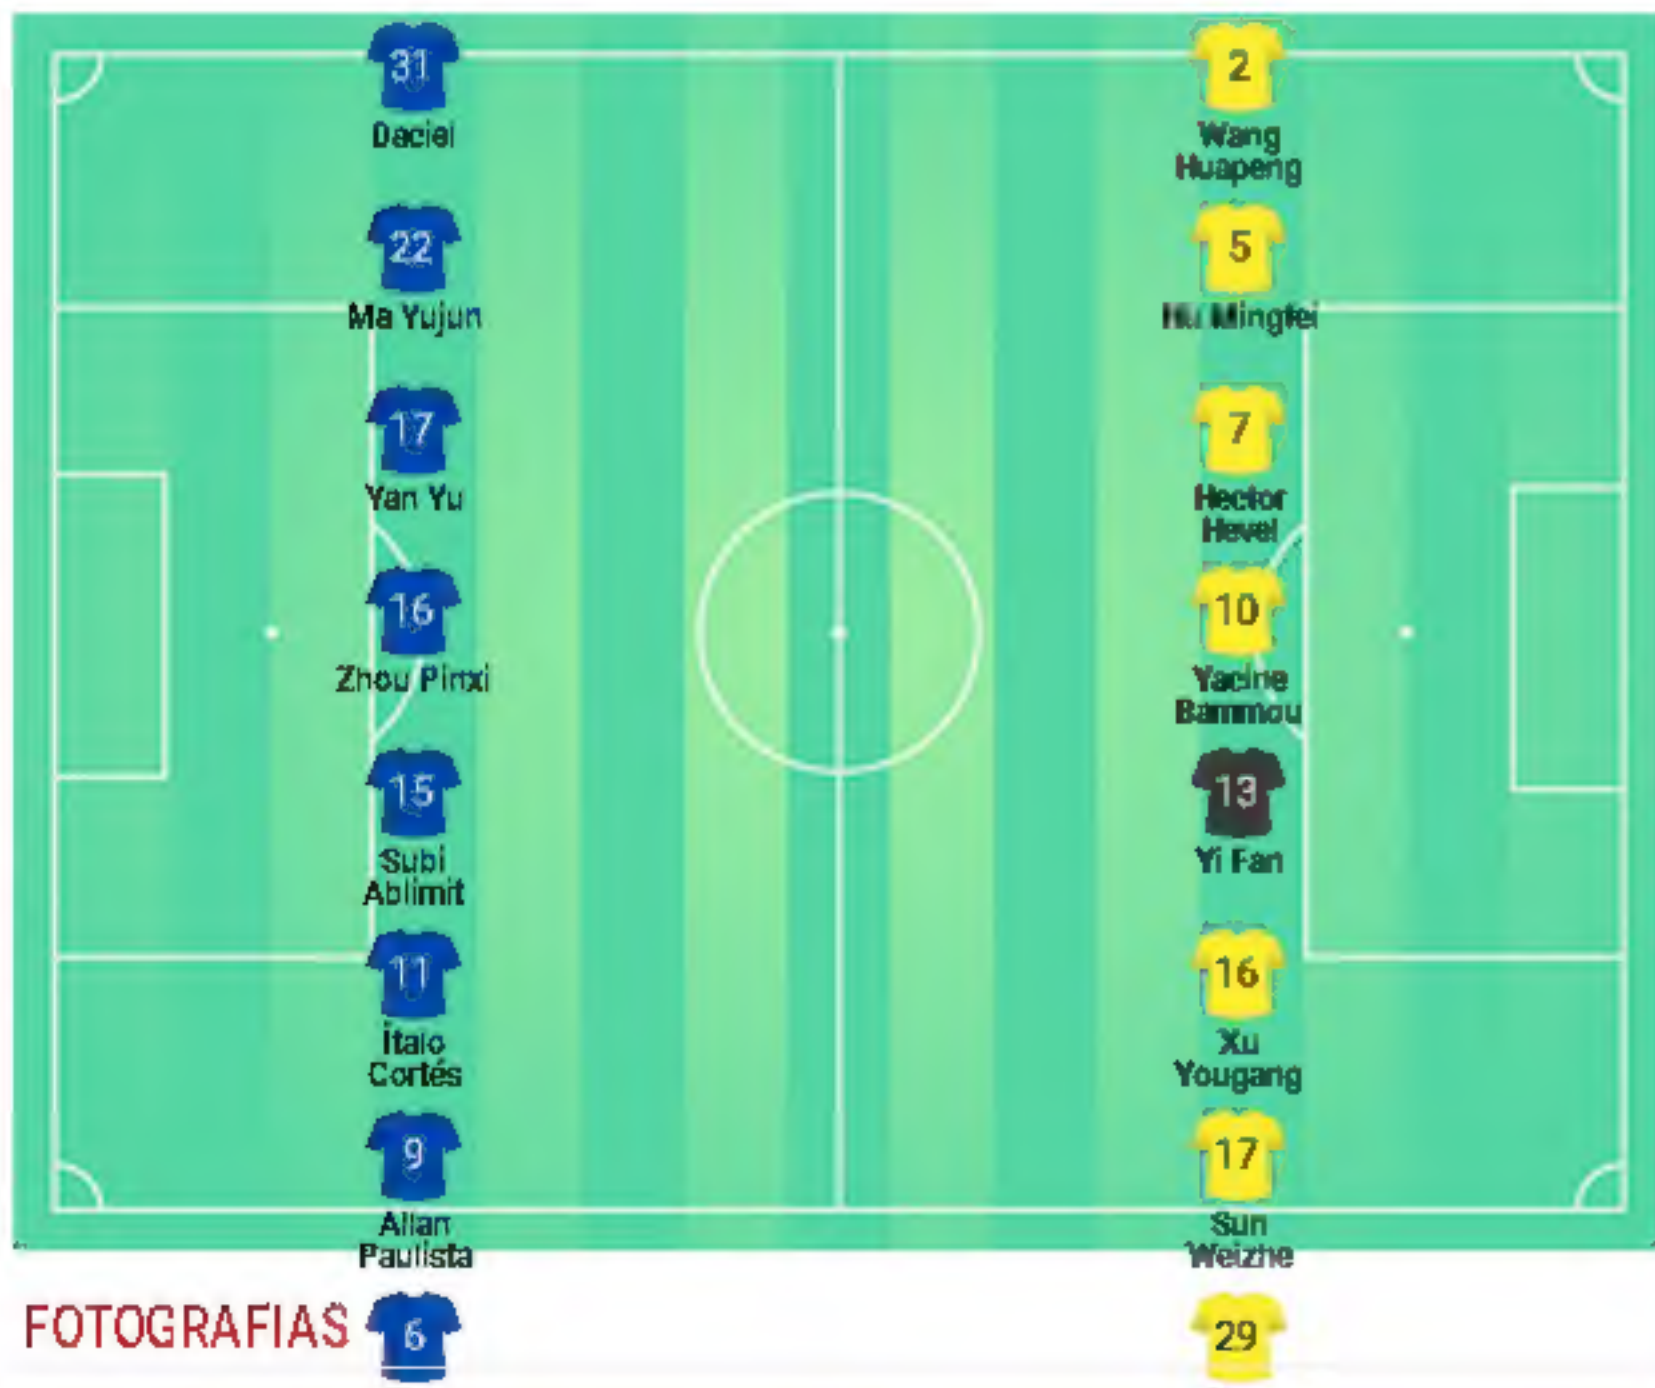 31
Daciel
22
Ma Yujun
17
Yan Yu
16
Zhou Pinxi
15
Subi
Ablimit
11
Ítalo
Cortés
9
Allan
Paulista
6
2
Wang
Huapeng
5
Mingfei
7
Hector
Hevel
10
Yacine
Bammou
13
Yi Fan
16
Xu
Yougang
17
Sun
Weizhe
29
FOTOGRAFIAS